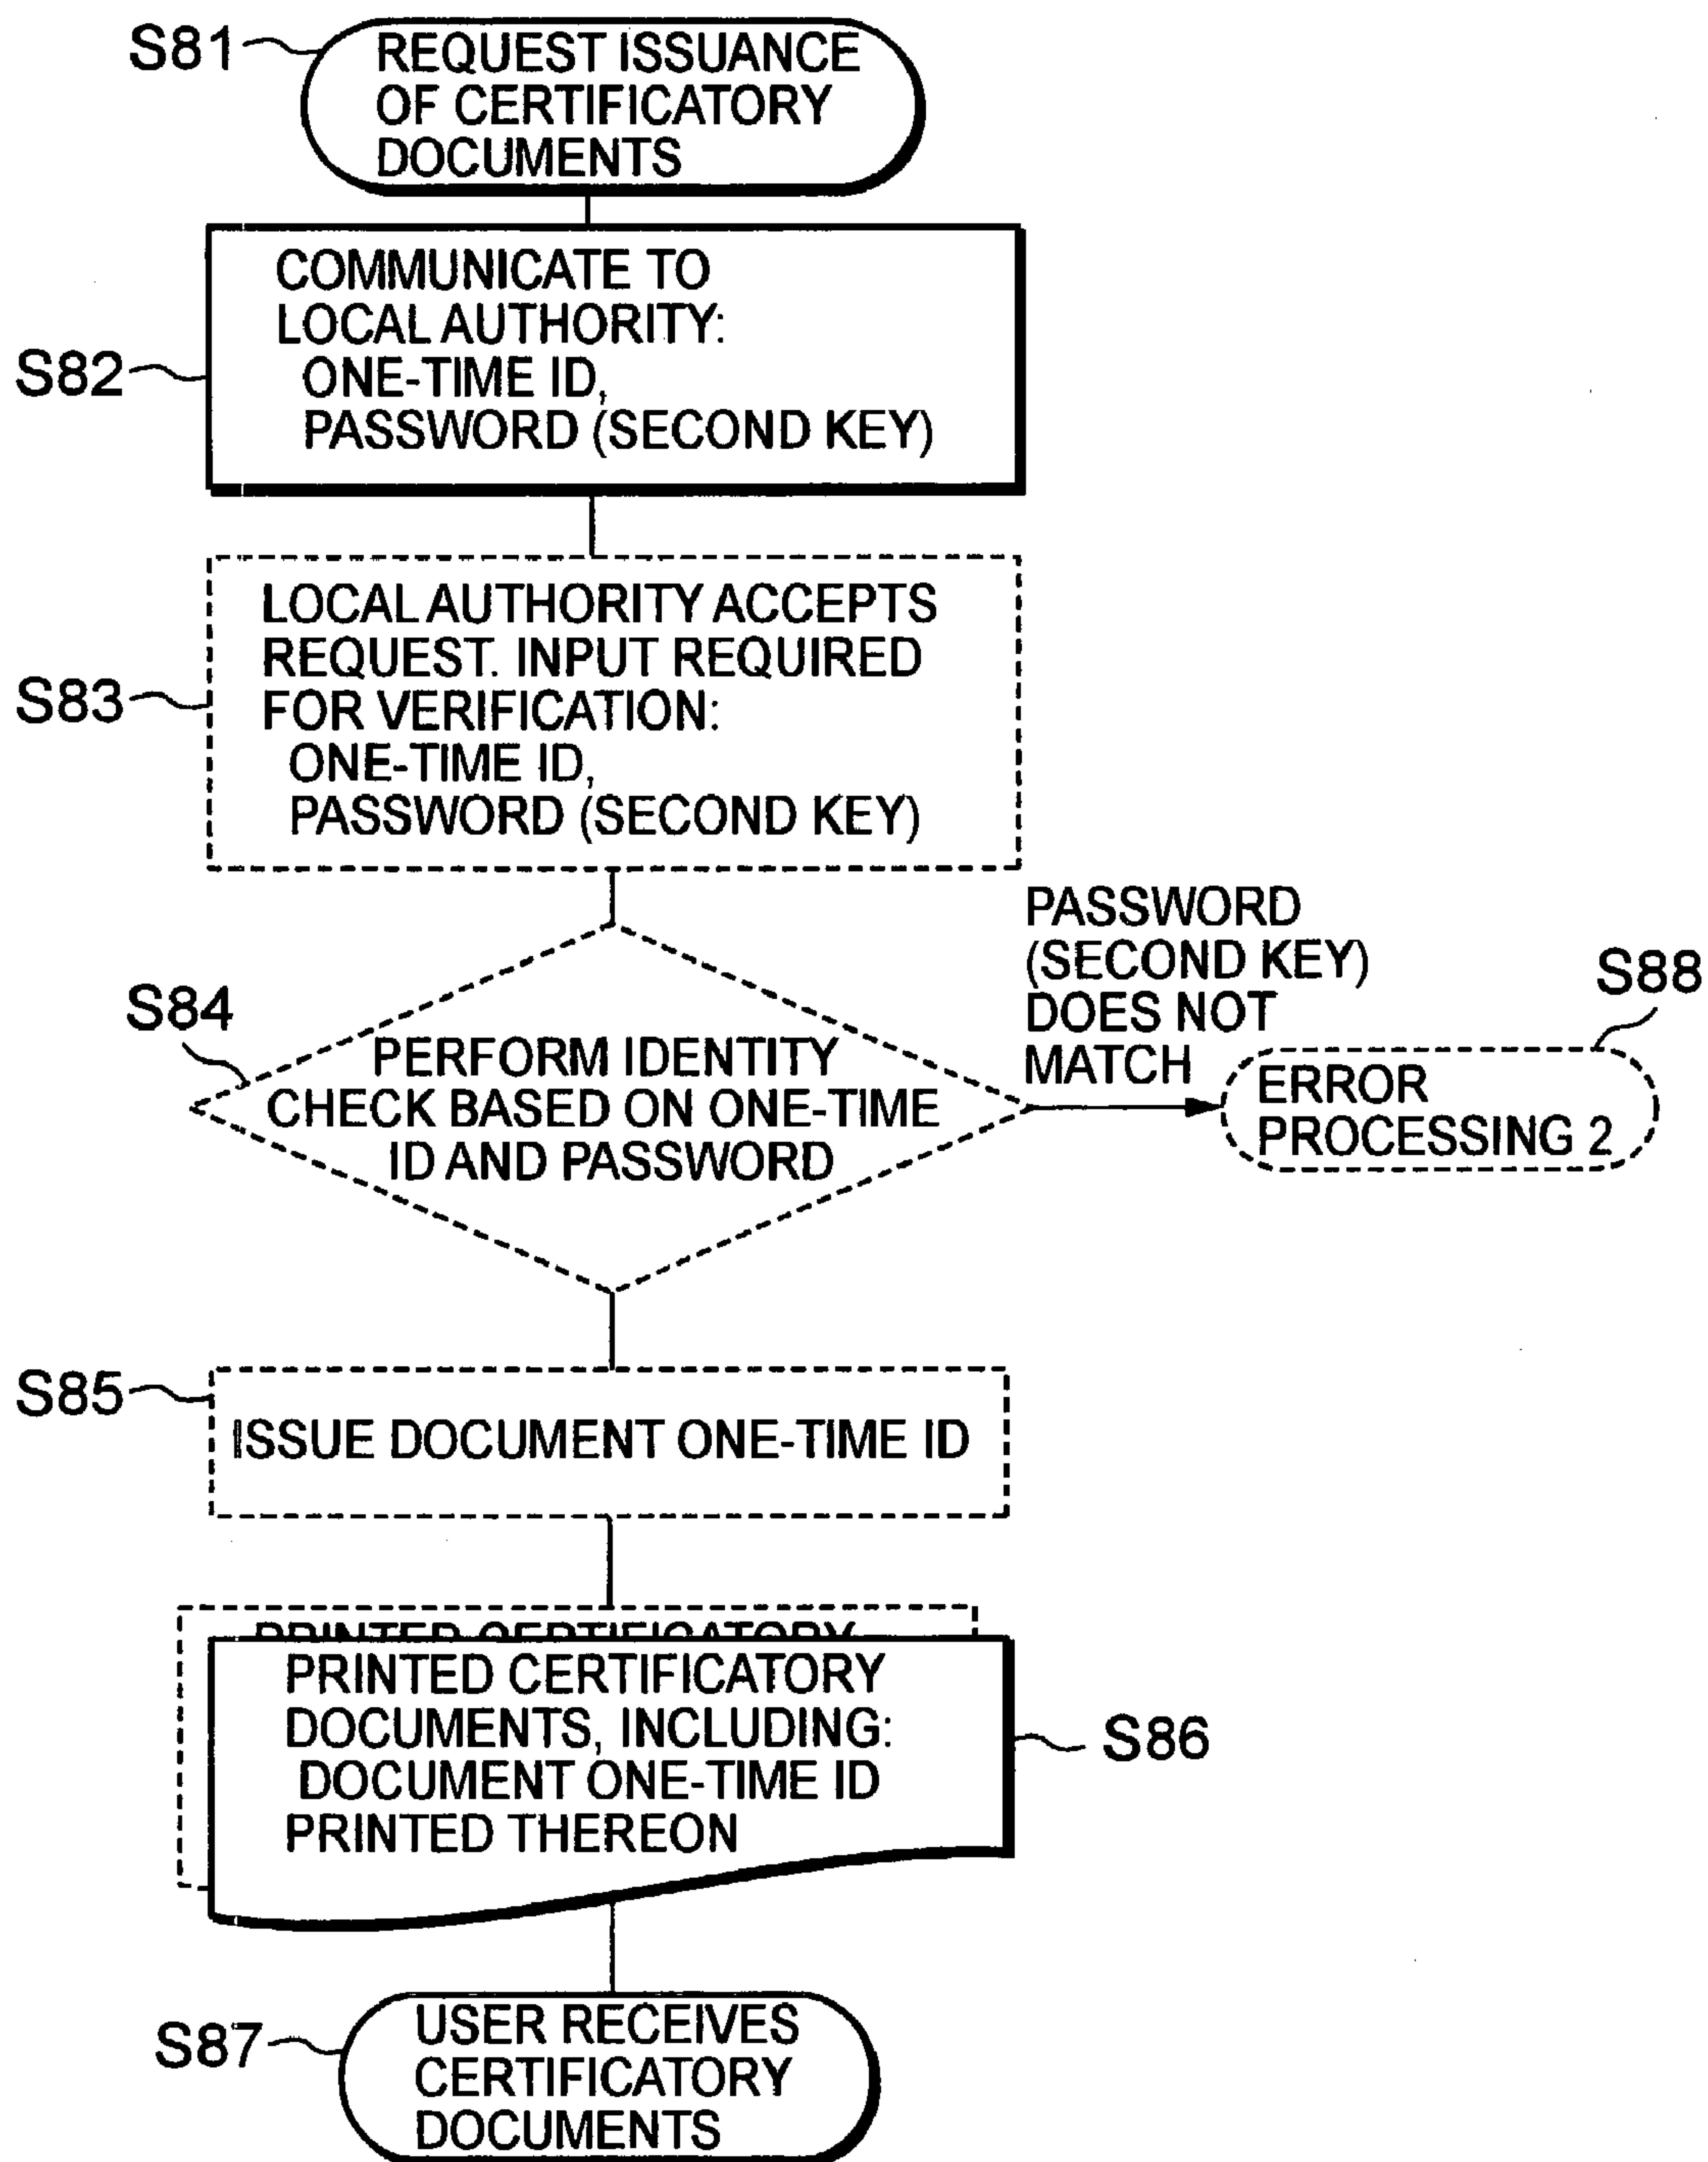 S81
REQUEST ISSUANCE
OF CERTIFICATORY
DOCUMENTS
S82
COMMUNICATE TO
LOCAL AUTHORITY:
ONE-TIME ID,
PASSWORD (SECOND KEY)
S83
LOCAL AUTHORITY ACCEPTS
REQUEST. INPUT REQUIRED
FOR VERIFICATION:
ONE-TIME ID,
PASSWORD (SECOND KEY)
S84
PERFORM IDENTITY
CHECK BASED ON ONE-TIME
ID AND PASSWORD
PASSWORD
(SECOND KEY)
DOES NOT
MATCH
S88
ERROR
PROCESSING 2
S85
ISSUE DOCUMENT ONE-TIME ID
PRINTED CERTIFICATORY
PRINTED CERTIFICATORY
DOCUMENTS, INCLUDING:
DOCUMENT ONE-TIME ID
PRINTED THEREON
S86
S87
USER RECEIVES
CERTIFICATORY
DOCUMENTS